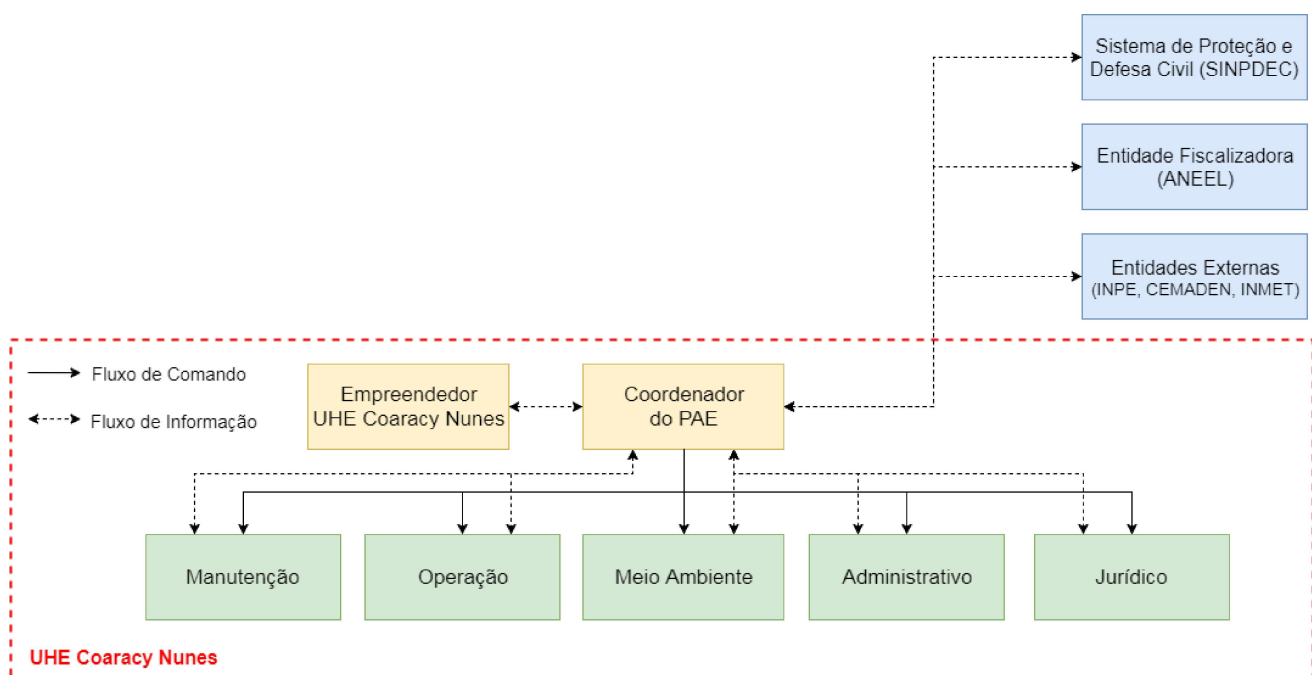 Sistema de Proteção e
Defesa Civil (SINPDEC)
Entidade Fiscalizadora
(ANEEL)
Entidades Externas
(INPE, CEMADEN, INMET)
Fluxo de Comando
Fluxo de Informação
Empreendedor
UHE Coaracy Nunes
Coordenador
do PAE
Manutenção
Operação
Meio Ambiente
Administrativo
Jurídico
UHE Coaracy Nunes